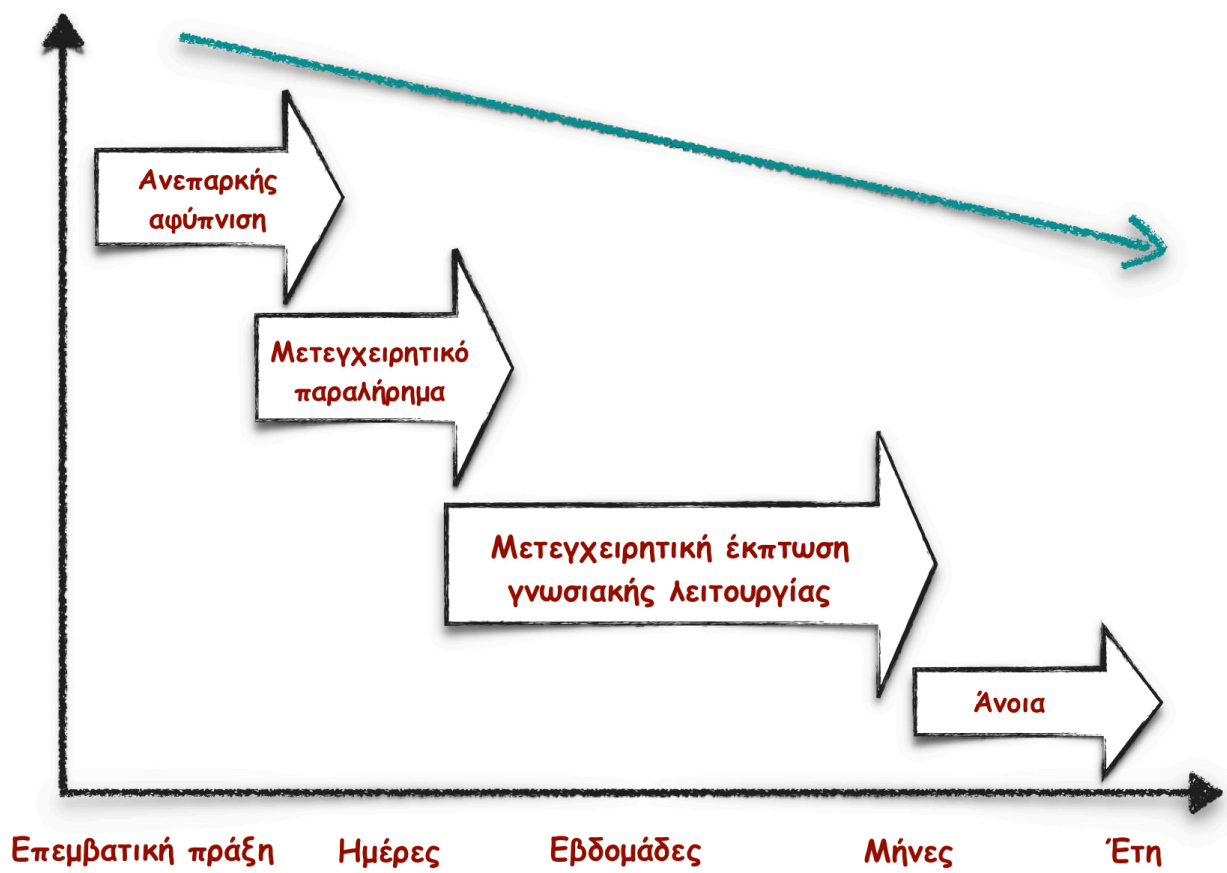 Ανεπαρκής
αφύπνιση
Μετεγχειρητικό
παραλήρημα
Μετεγχειρητική έκπτωση
γνωσιακής λειτουργίας
Άνοια
Επεμβατική πράξη
Ημέρες
Εβδομάδες
Μήνες
Έτη